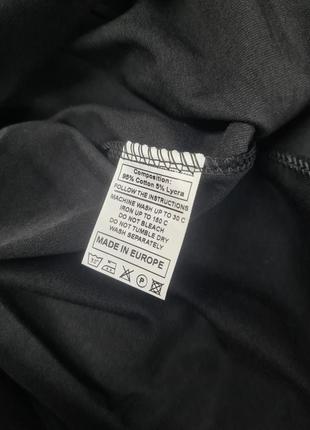 Composition:
95% Cotton 5% Lycra
FOLLOW THE INSTRUCTIONS
MACHINE WASH UP TO 30 C
IRON UP TO 150 C
DO NOT BLEACH
DO NOT TUMBLE DRY
WASH SEPARATELY
MADE IN EUROPE
P